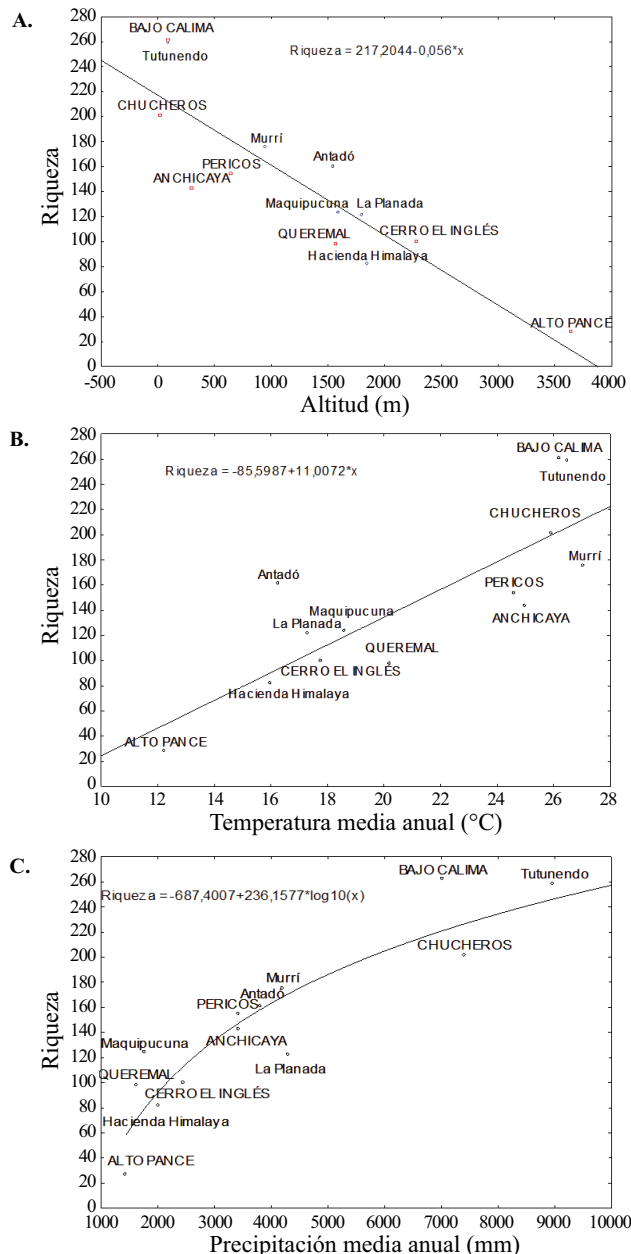 A.
280
260
240
220
200
180
160
140
120
100
80
60
40
20
0
Riqueza
BAJO CALIMA
Riqueza = 217,2044-0,056*x
Tutunendo
CHUCHEROS
Murrí
Antadó
PERICOS
ANCHICAYA
Maquipucuna La Planada
QUEREMAL CERRO EL INGLÉS
Hacienda Himalaya
ALTO PANCE
-500 0 500 1000 1500 2000 2500 3000 3500 4000
Altitud (m)
B.
280
260
240
220
200
180
160
140
120
100
80
60
40
20
0
Riqueza
BAJO CALIMA
Riqueza = -85,5987+11,0072*x
Tutunendo
CHUCHEROS
Murrí
Antadó
PERICOS
Maquipucuna
La Planada
ANCHICAYA
QUEREMAL
CERRO EL INGLÉS
Hacienda Himalaya
ALTO PANCE
10 12 14 16 18 20 22 24 26 28
Temperatura media anual (°C)
C.
280
260
240
220
200
180
160
140
120
100
80
60
40
20
0
Riqueza
BAJO CALIMA
Tutunendo
Riqueza =-687,4007+236,1577*log10(x)
CHUCHEROS
Murrí
Antadó
PERICOS
Maquipucuna
ANCHICAYA
La Planada
QUEREMAL
CERRO EL INGLÉS
Hacienda Himalaya
ALTO PANCE
1000 2000 3000 4000 5000 6000 7000 8000 9000 10000
Precipitación media anual (mm)